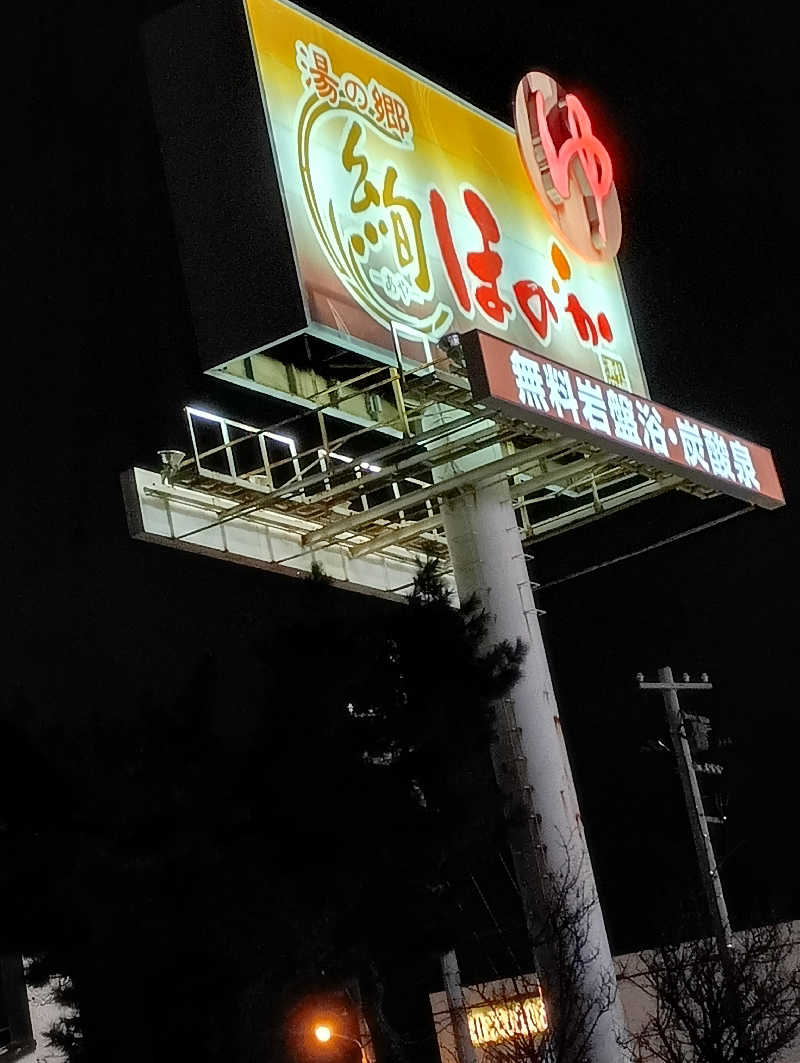 湯の郷
ゆ
絢
ーあやー
ほのか
無料岩盤浴・炭酸泉